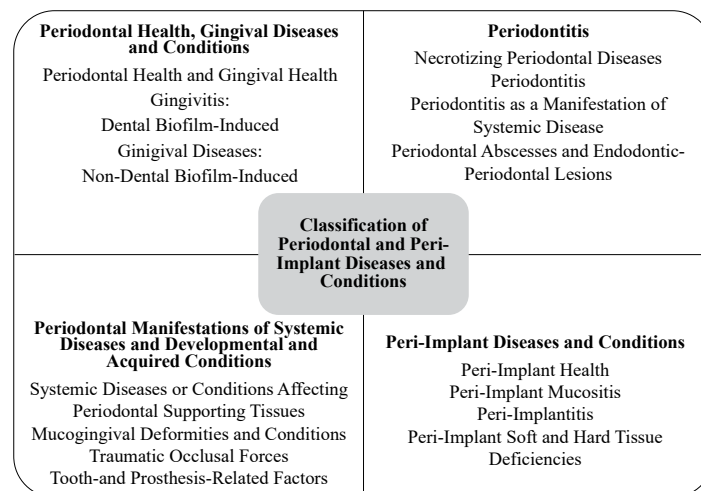 Periodontal Health, Gingival Diseases
and Conditions
Periodontal Health and Gingival Health
Gingivitis:
Dental Biofilm-Induced
Ginigival Diseases:
Non-Dental Biofilm-Induced
Periodontitis
Necrotizing Periodontal Diseases
Periodontitis
Periodontitis as a Manifestation of
Systemic Disease
Periodontal Abscesses and Endodontic-
Periodontal Lesions
Classification of
Periodontal and Peri-
Implant Diseases and
Conditions
Periodontal Manifestations of Systemic
Diseases and Developmental and
Acquired Conditions
Systemic Diseases or Conditions Affecting
Periodontal Supporting Tissues
Mucogingival Deformities and Conditions
Traumatic Occlusal Forces
Tooth-and Prosthesis-Related Factors
Peri-Implant Diseases and Conditions
Peri-Implant Health
Peri-Implant Mucositis
Peri-Implantitis
Peri-Implant Soft and Hard Tissue
Deficiencies